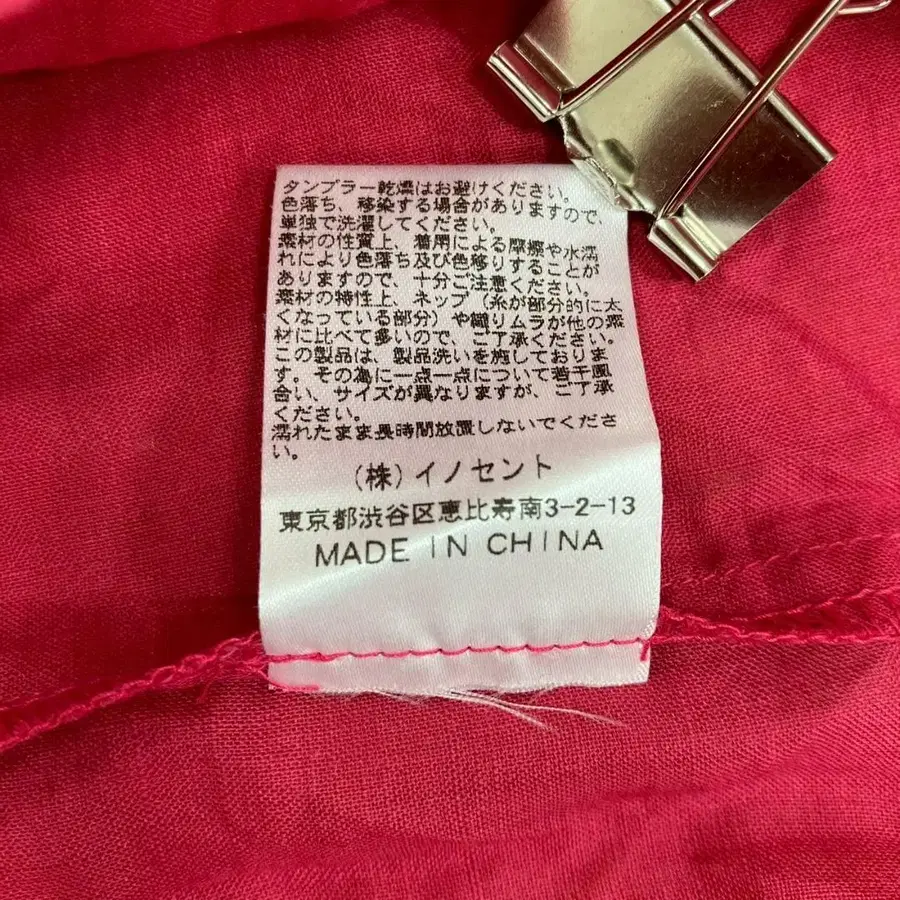 タンブラー乾燥はお避けください。
色落ち、移染する場合がありますので、
単独で洗濯してください。
素材の性質上、着用による摩擦や水濡
れにより色落ち及び色移りすることが
ありますので、十分ご注意ください。
素材の特性上、ネップ（糸が部分的に太
くなっている部分）や織りムラが他の素
材に比べて多いので、ご了承ください。
この製品は、製品洗いを施しておりま
す。その為に一点一点について若干風
合い、サイズが異なりますが、ご了承
ください。
濡れたまま長時間放置しないでくださ
い。
（株）イノセント
東京都渋谷区恵比寿南3-2-13
MADE IN CHINA